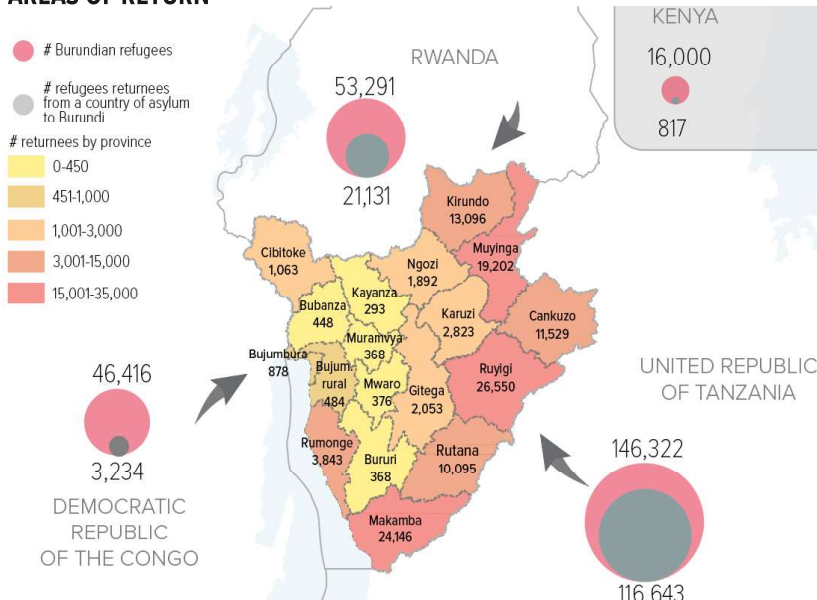 AREAS OF RETURN
# Burundian refugees
# refugees returnees
from a country of asylum
to Burundi
# returnees by province
0-450
451-1,000
1,001-3,000
3,001-15,000
15,001-35,000
RWANDA
53,291
21,131
KENYA
16,000
817
Kirundo
13,096
Muyinga
19,202
Cibitoke
1,063
Ngozi
1,892
Kayanza
293
Bubanza
448
Karuzi
2,823
Cankuzo
11,529
Muramvya
368
Bujumbura
878
Bujum.
rural
484
Mwaro
376
Gitega
2,053
Ruyigi
26,550
Rumonge
3,843
Bururi
368
Rutana
10,095
Makamba
24,146
46,416
3,234
DEMOCRATIC
REPUBLIC
OF THE CONGO
UNITED REPUBLIC
OF TANZANIA
146,322
116,643